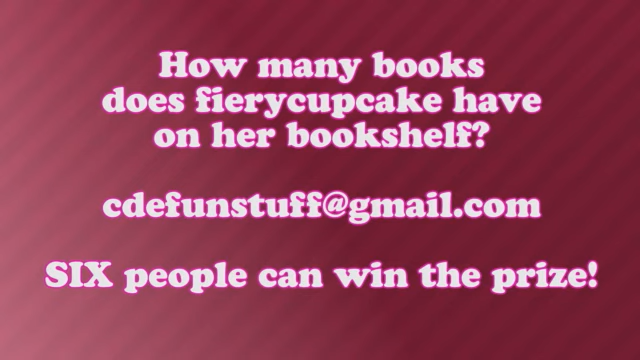 How many books
does fierycupcake have
on her bookshelf?
cdefunstuff@gmail.com
SIX people can win the prize!